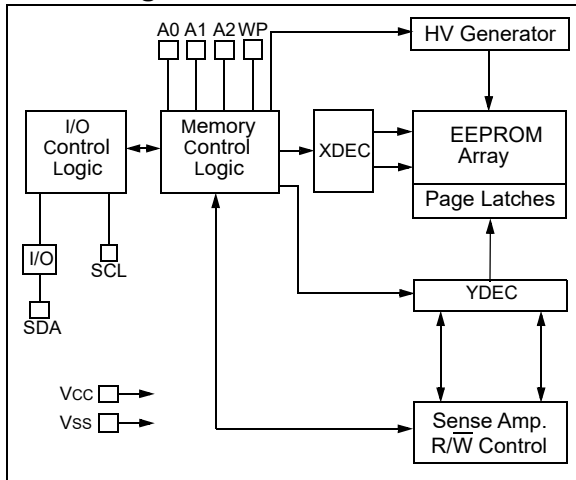 A0 A1 A2 WP
HV Generator
I/O
Control
Logic
Memory
Control
Logic
XDEC
EEPROM
Array
Page Latches
I/O
SCL
SDA
YDEC
Vcc
Vss
Sense Amp.
R/W̅ Control